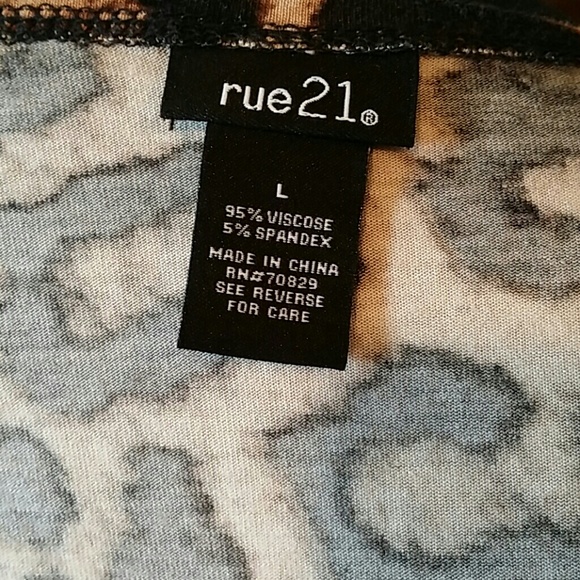 rue21®
L
95% VISCOSE
5% SPANDEX
MADE IN CHINA
RN#70829
SEE REVERSE
FOR CARE